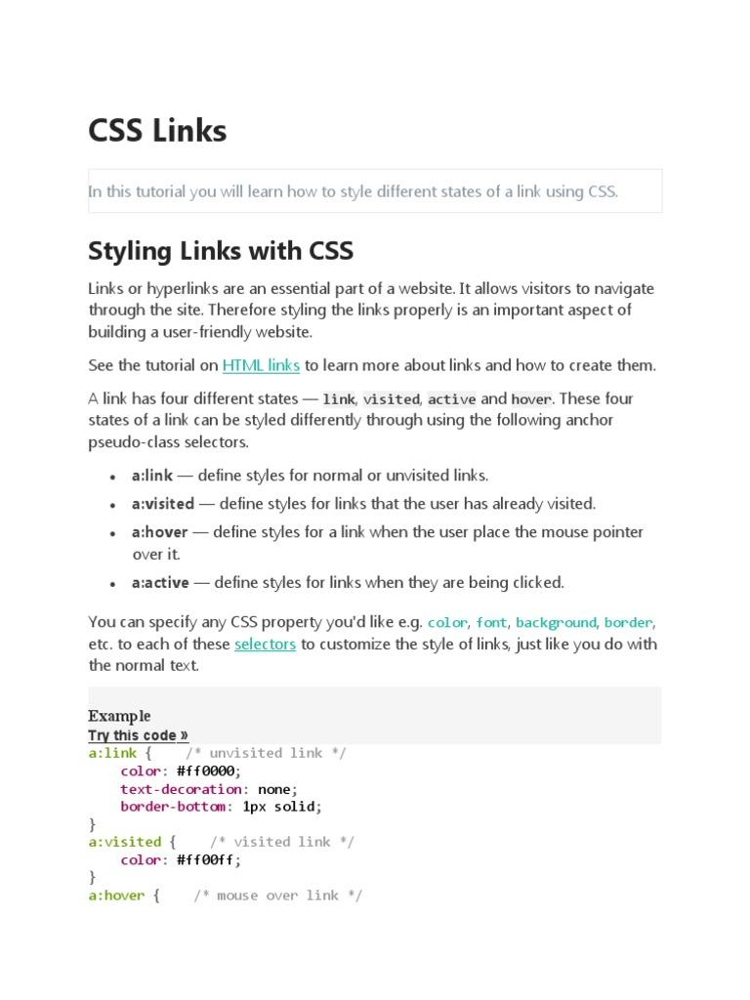 CSS Links
In this tutorial you will learn how to style different states of a link using CSS.
Styling Links with CSS
Links or hyperlinks are an essential part of a website. It allows visitors to navigate
through the site. Therefore styling the links properly is an important aspect of
building a user-friendly website.
See the tutorial on HTML links to learn more about links and how to create them.
A link has four different states — link, visited, active and hover. These four
states of a link can be styled differently through using the following anchor
pseudo-class selectors.
• a:link — define styles for normal or unvisited links.
• a:visited — define styles for links that the user has already visited.
• a:hover — define styles for a link when the user place the mouse pointer
over it.
• a:active — define styles for links when they are being clicked.
You can specify any CSS property you'd like e.g. color, font, background, border,
etc. to each of these selectors to customize the style of links, just like you do with
the normal text.
Example
Try this code »
a:link {    /* unvisited link */
    color: #ff0000;
    text-decoration: none;
    border-bottom: 1px solid;
}
a:visited {    /* visited link */
    color: #ff00ff;
}
a:hover {    /* mouse over link */